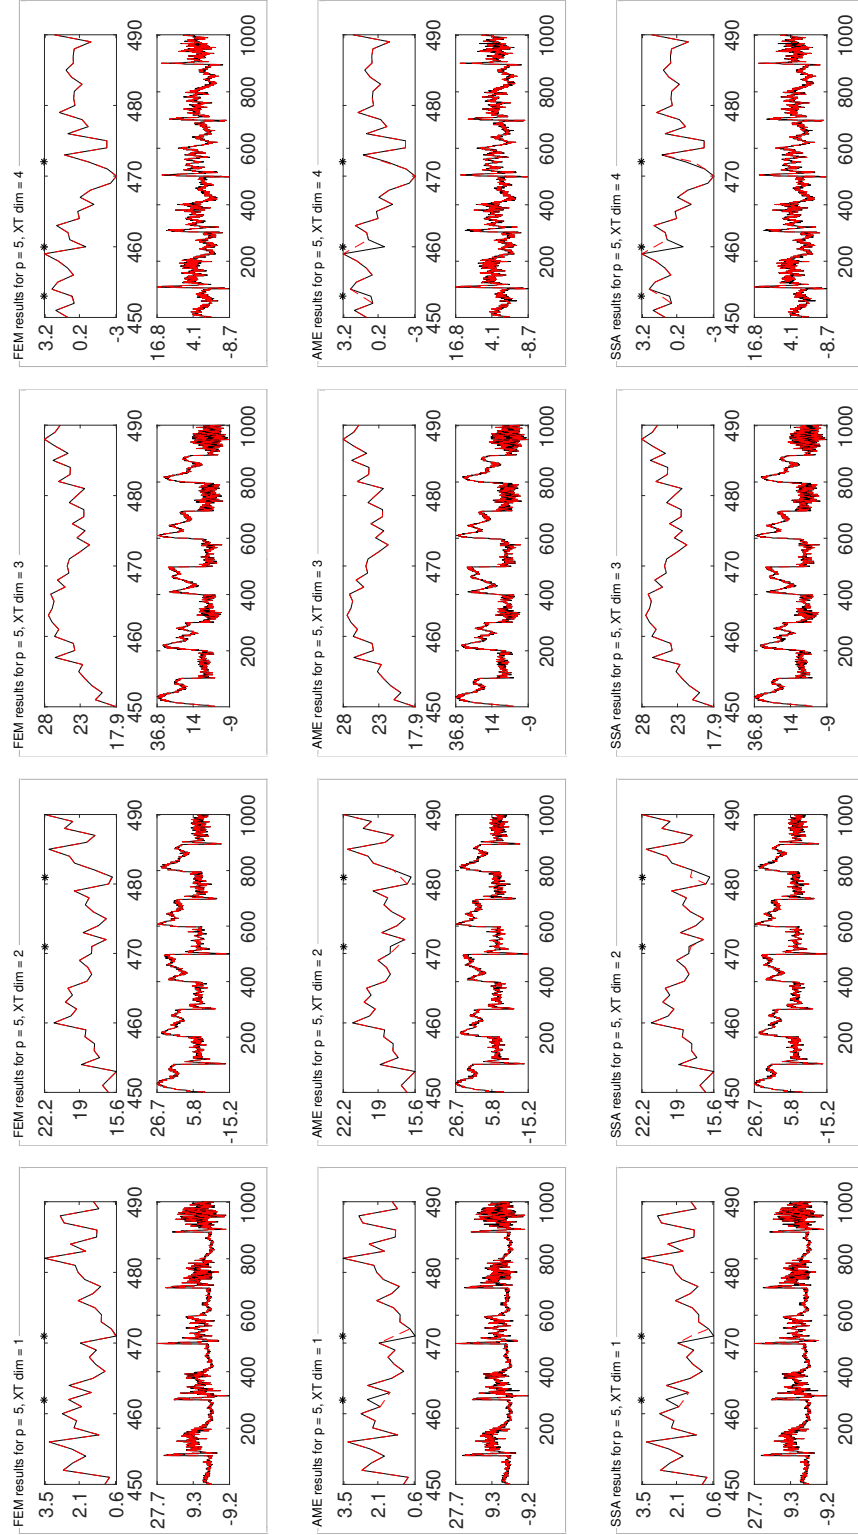 FEM results for p = 5, XT dim = 1
3.5
2.1
0.6
450 460 470 480 490
27.7
9.3
-9.2
200 400 600 800 1000
FEM results for p = 5, XT dim = 2
22.2
19
15.6
450 460 470 480 490
26.7
5.8
-15.2
200 400 600 800 1000
FEM results for p = 5, XT dim = 3
28
23
17.9
450 460 470 480 490
36.8
14
-9
200 400 600 800 1000
FEM results for p = 5, XT dim = 4
3.2
0.2
-3
450 460 470 480 490
16.8
4.1
-8.7
200 400 600 800 1000
AME results for p = 5, XT dim = 1
3.5
2.1
0.6
450 460 470 480 490
27.7
9.3
-9.2
200 400 600 800 1000
AME results for p = 5, XT dim = 2
22.2
19
15.6
450 460 470 480 490
26.7
5.8
-15.2
200 400 600 800 1000
AME results for p = 5, XT dim = 3
28
23
17.9
450 460 470 480 490
36.8
14
-9
200 400 600 800 1000
AME results for p = 5, XT dim = 4
3.2
0.2
-3
450 460 470 480 490
16.8
4.1
-8.7
200 400 600 800 1000
SSA results for p = 5, XT dim = 1
3.5
2.1
0.6
450 460 470 480 490
27.7
9.3
-9.2
200 400 600 800 1000
SSA results for p = 5, XT dim = 2
22.2
19
15.6
450 460 470 480 490
26.7
5.8
-15.2
200 400 600 800 1000
SSA results for p = 5, XT dim = 3
28
23
17.9
450 460 470 480 490
36.8
14
-9
200 400 600 800 1000
SSA results for p = 5, XT dim = 4
3.2
0.2
-3
450 460 470 480 490
16.8
4.1
-8.7
200 400 600 800 1000